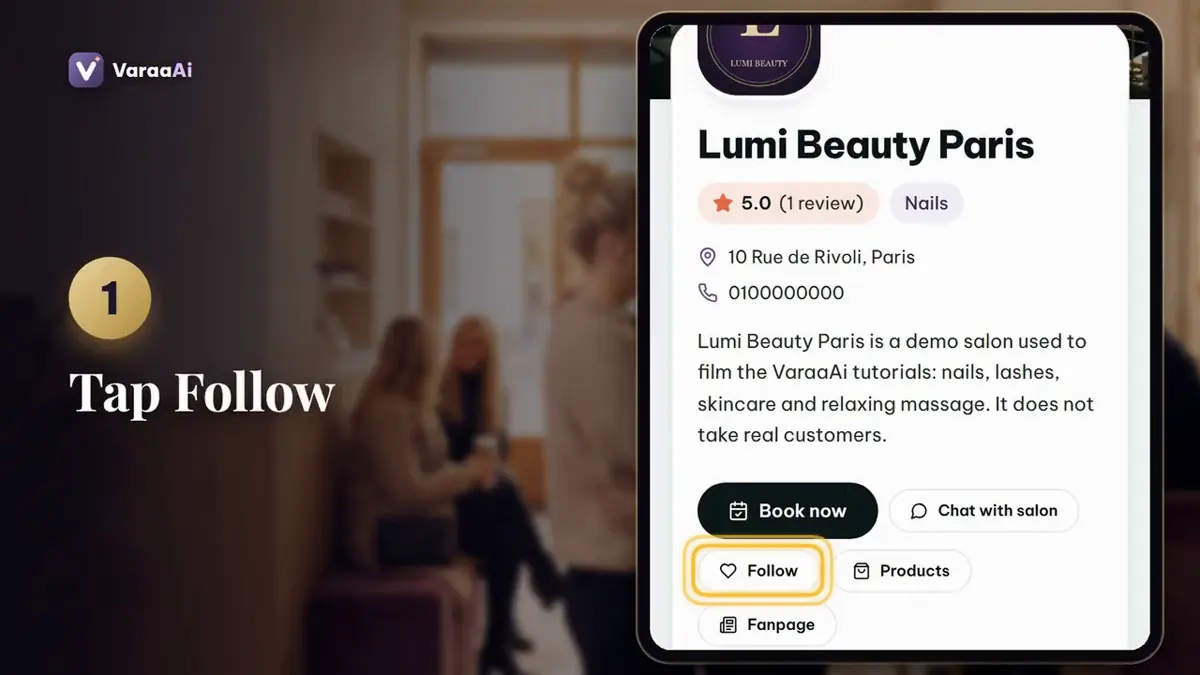 VaraaAi
1
Tap Follow
LUMI BEAUTY
Lumi Beauty Paris
5.0 (1 review)
Nails
10 Rue de Rivoli, Paris
0100000000
Lumi Beauty Paris is a demo salon used to
film the VaraaAi tutorials: nails, lashes,
skincare and relaxing massage. It does not
take real customers.
Book now
Chat with salon
Follow
Products
Fanpage